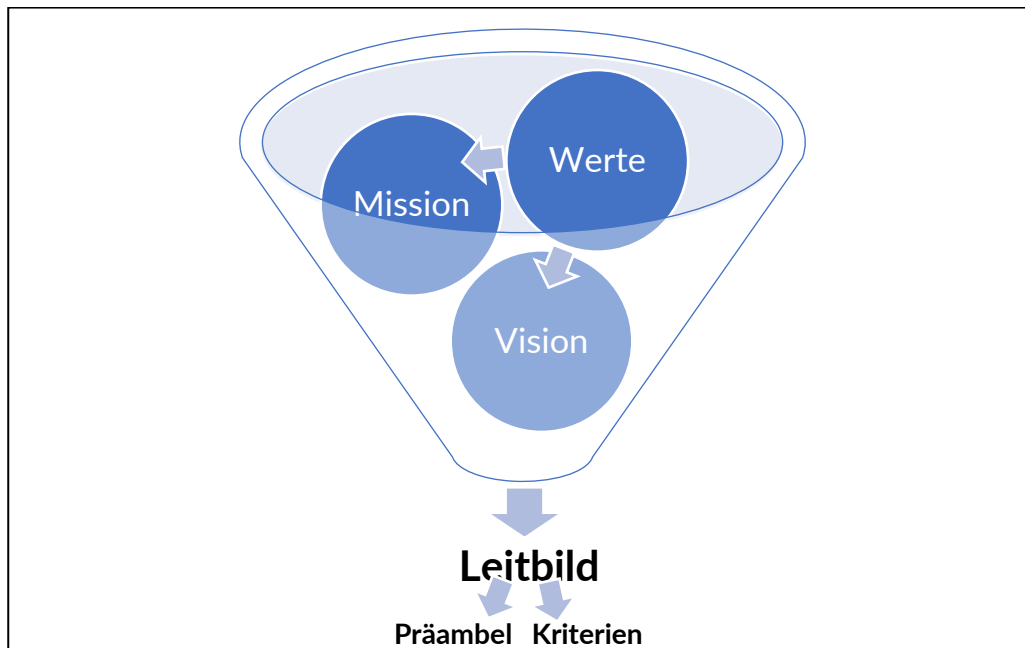 Werte
Mission
Vision
Leitbild
Präambel Kriterien